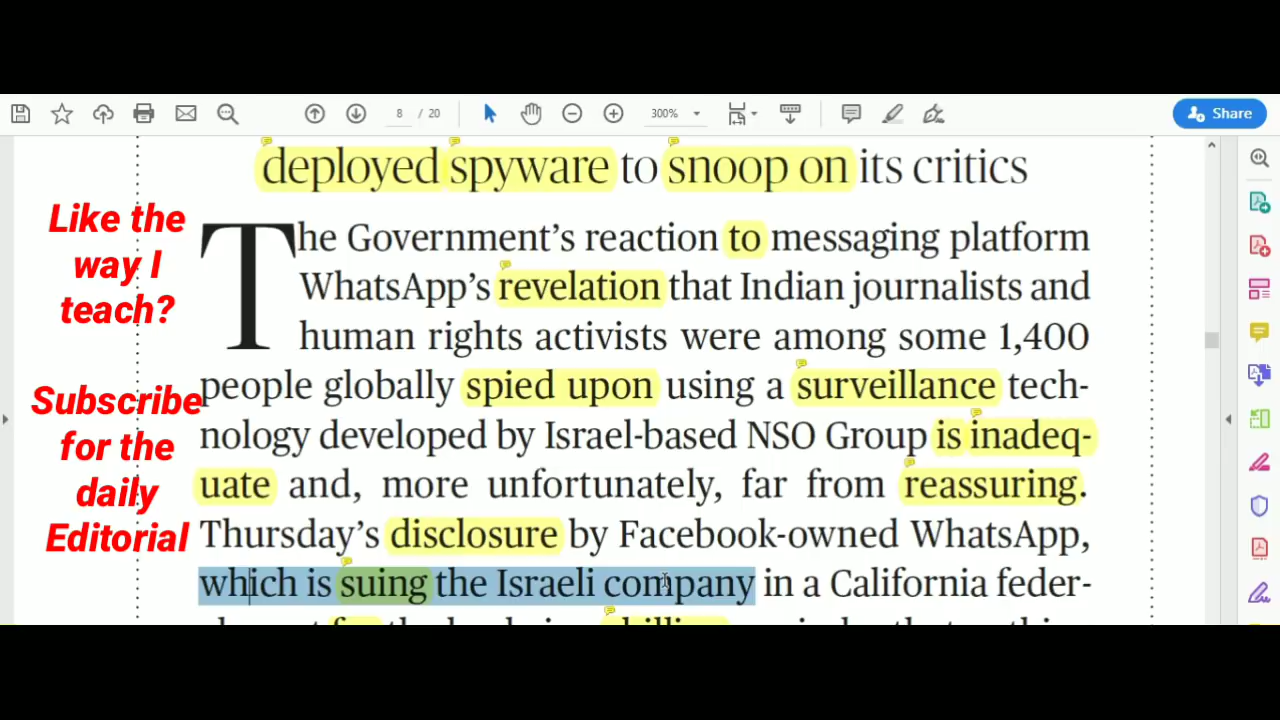 8 / 20
300%
Share
deployed spyware to snoop on its critics
Like the
way I
teach?
Subscribe
for the
daily
Editorial
The Government's reaction to messaging platform
WhatsApp's revelation that Indian journalists and
human rights activists were among some 1,400
people globally spied upon using a surveillance tech-
nology developed by Israel-based NSO Group is inadeq-
uate and, more unfortunately, far from reassuring.
Thursday's disclosure by Facebook-owned WhatsApp,
which is suing the Israeli company in a California feder-